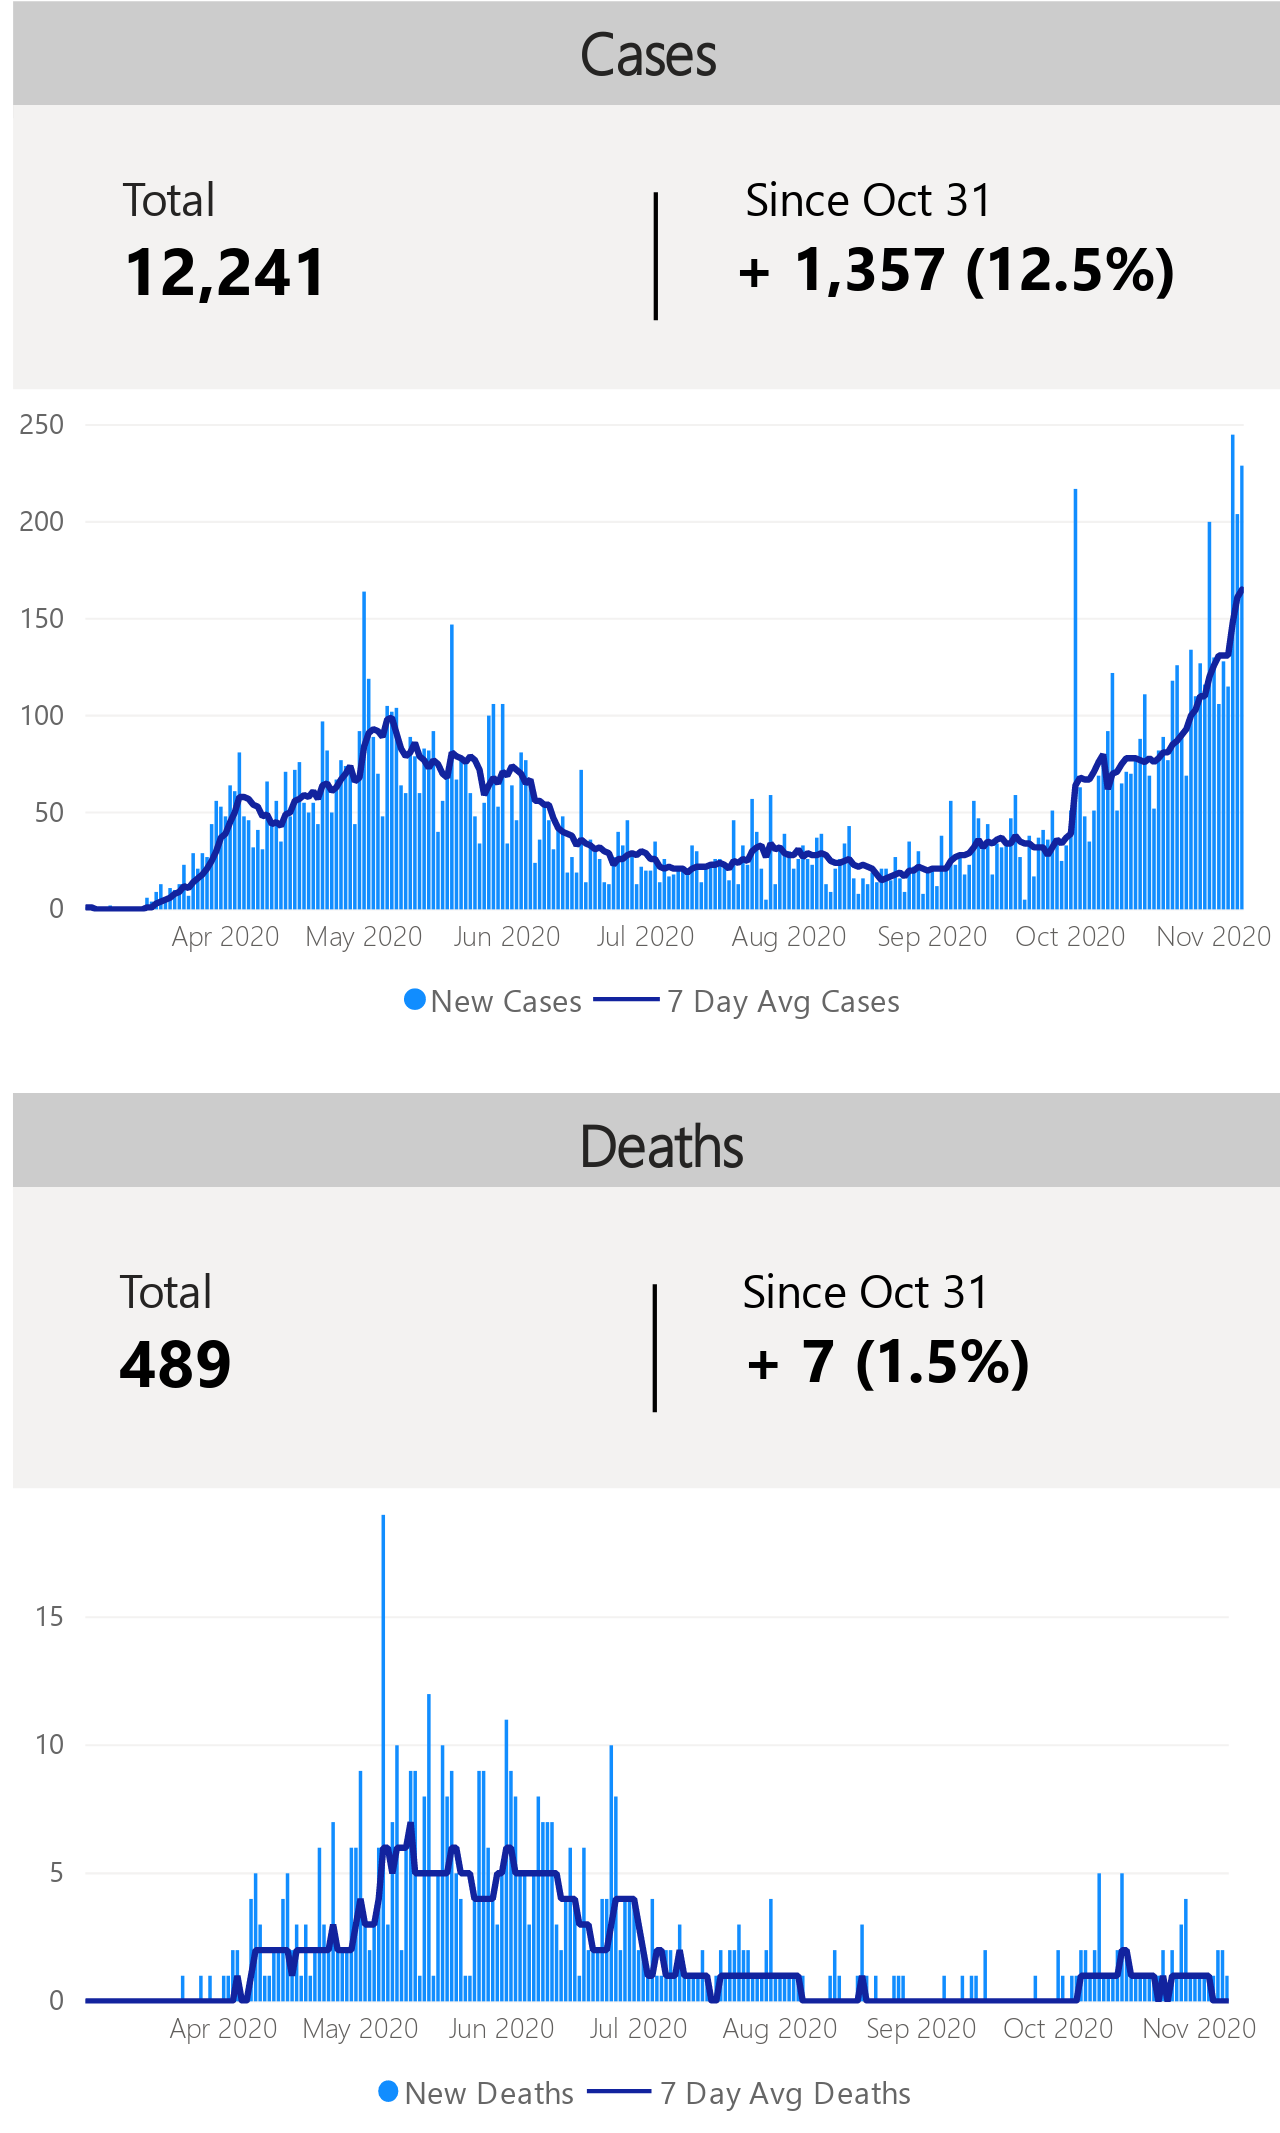 Cases
Total
Since Oct 31
12,241
+ 1,357 (12.5%)
250
200
150
100
50
0
Apr 2020 May 2020 Jun 2020 Jul 2020 Aug 2020 Sep 2020 Oct 2020 Nov 2020
New Cases 7 Day Avg Cases
Deaths
Total
Since Oct 31
489
+ 7 (1.5%)
15
10
5
0
Apr 2020 May 2020 Jun 2020 Jul 2020 Aug 2020 Sep 2020 Oct 2020 Nov 2020
New Deaths 7 Day Avg Deaths